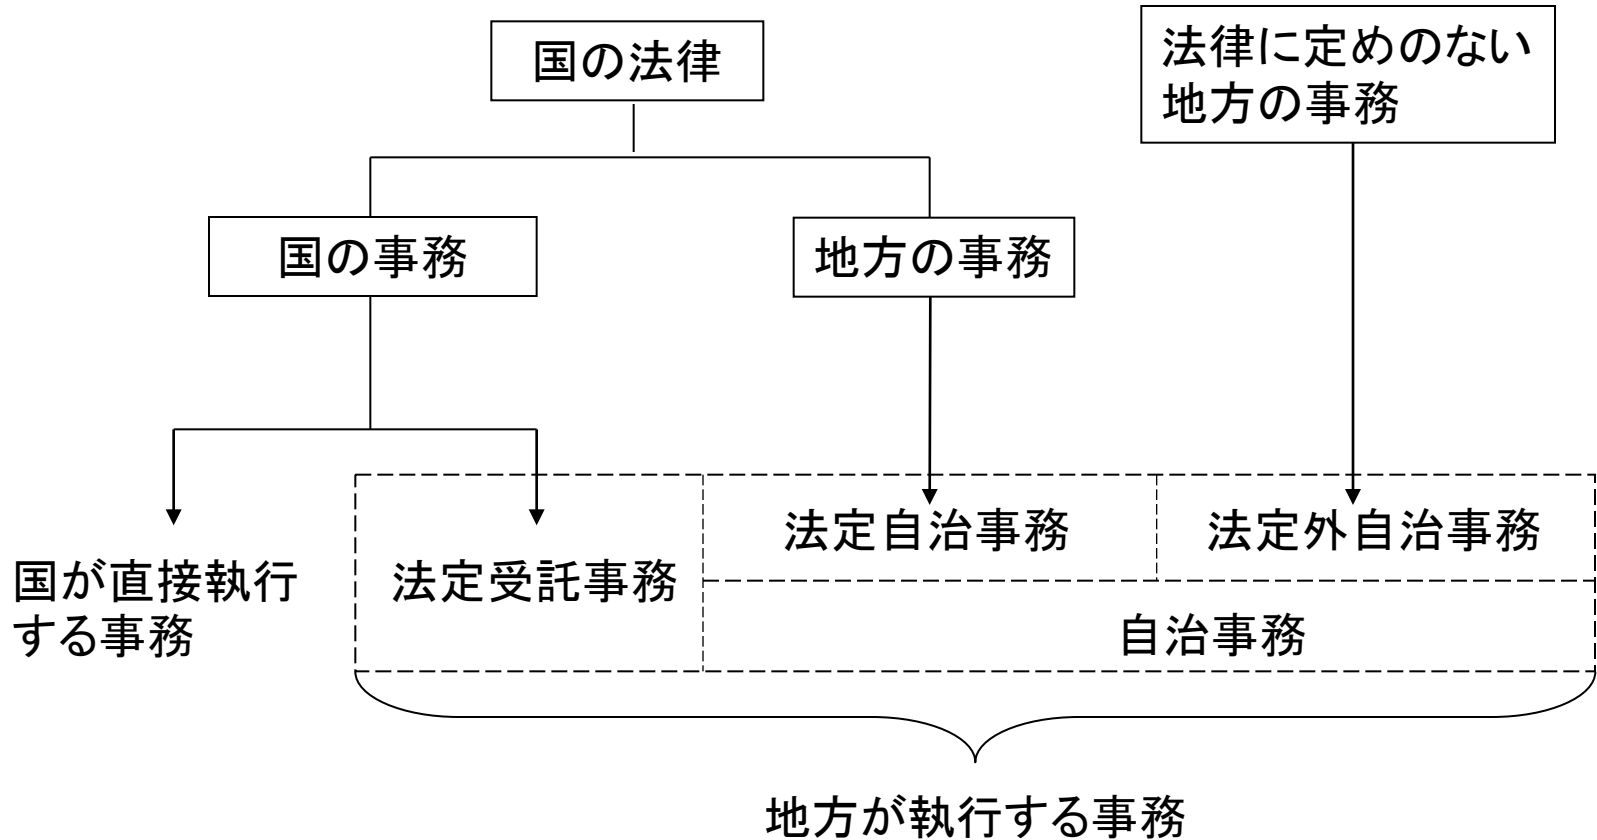 国の法律
法律に定めのない
地方の事務
国の事務
地方の事務
法定自治事務
法定外自治事務
国が直接執行
する事務
法定受託事務
自治事務
地方が執行する事務